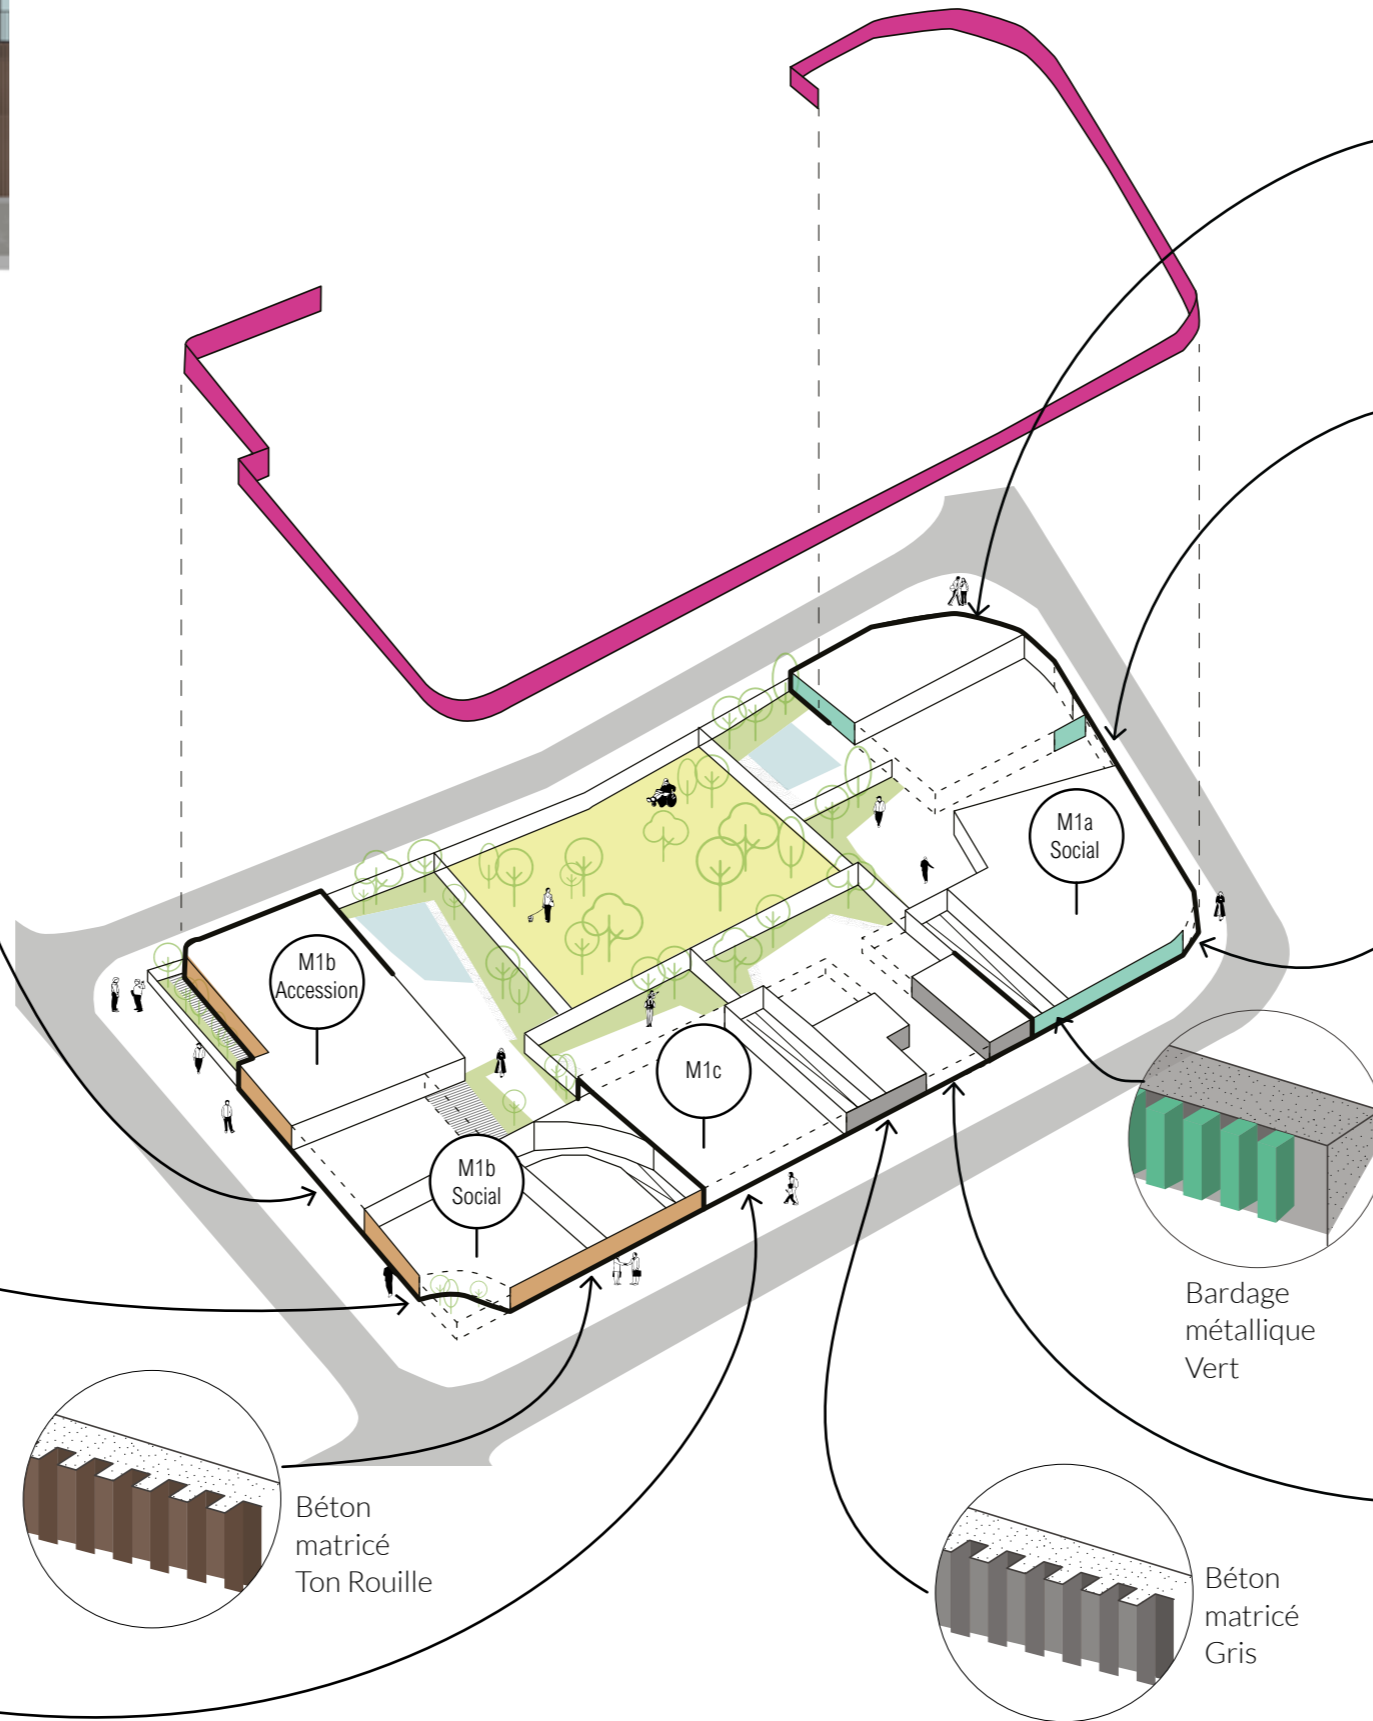 M1a
Social
M1b
Accession
M1c
M1b
Social
Bardage
métallique
Vert
Béton
matricé
Ton Rouille
Béton
matricé
Gris